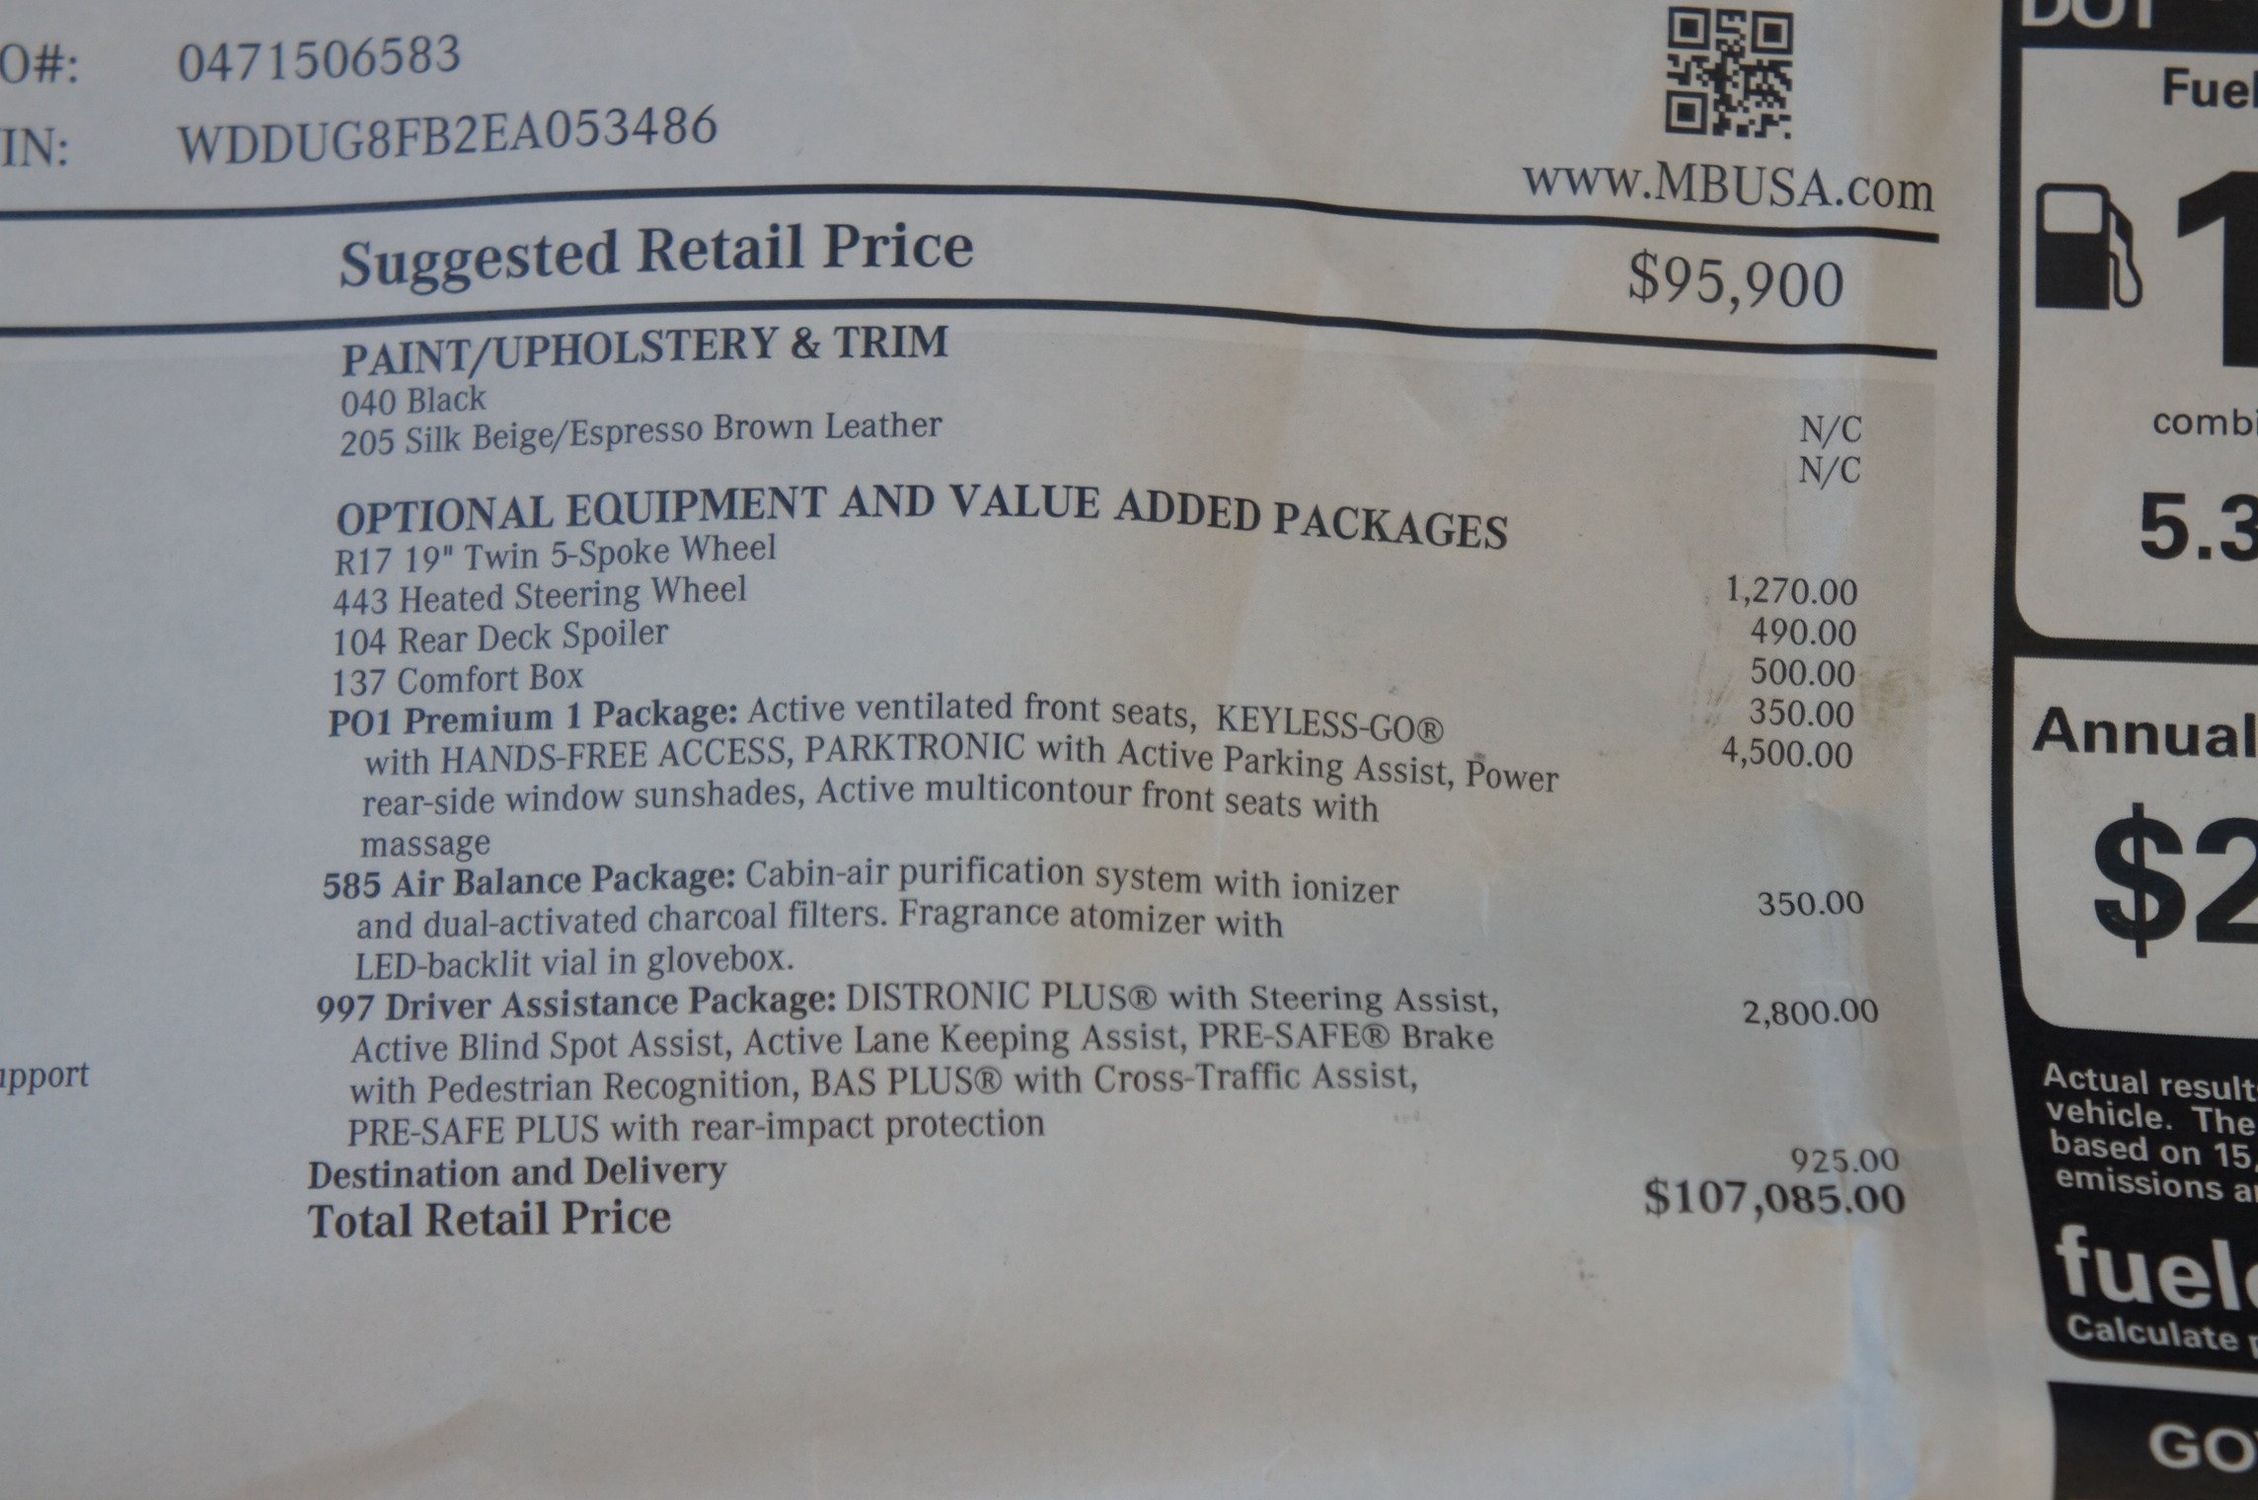 O#: 0471506583
IN: WDDUG8FB2EA053486
www.MBUSA.com
Suggested Retail Price $95,900
PAINT/UPHOLSTERY & TRIM
040 Black N/C
205 Silk Beige/Espresso Brown Leather N/C
OPTIONAL EQUIPMENT AND VALUE ADDED PACKAGES
R17 19" Twin 5-Spoke Wheel 1,270.00
443 Heated Steering Wheel 490.00
104 Rear Deck Spoiler 500.00
137 Comfort Box 350.00
PO1 Premium 1 Package: Active ventilated front seats, KEYLESS-GO® 4,500.00
with HANDS-FREE ACCESS, PARKTRONIC with Active Parking Assist, Power
rear-side window sunshades, Active multicontour front seats with
massage
585 Air Balance Package: Cabin-air purification system with ionizer 350.00
and dual-activated charcoal filters. Fragrance atomizer with
LED-backlit vial in glovebox.
997 Driver Assistance Package: DISTRONIC PLUS® with Steering Assist, 2,800.00
Active Blind Spot Assist, Active Lane Keeping Assist, PRE-SAFE® Brake
with Pedestrian Recognition, BAS PLUS® with Cross-Traffic Assist,
PRE-SAFE PLUS with rear-impact protection
Destination and Delivery 925.00
Total Retail Price $107,085.00
upport
DOT
Fuel
1
combi
5.3
Annual
$2
Actual result
vehicle. The
based on 15,
emissions a
fuele
Calculate
GO